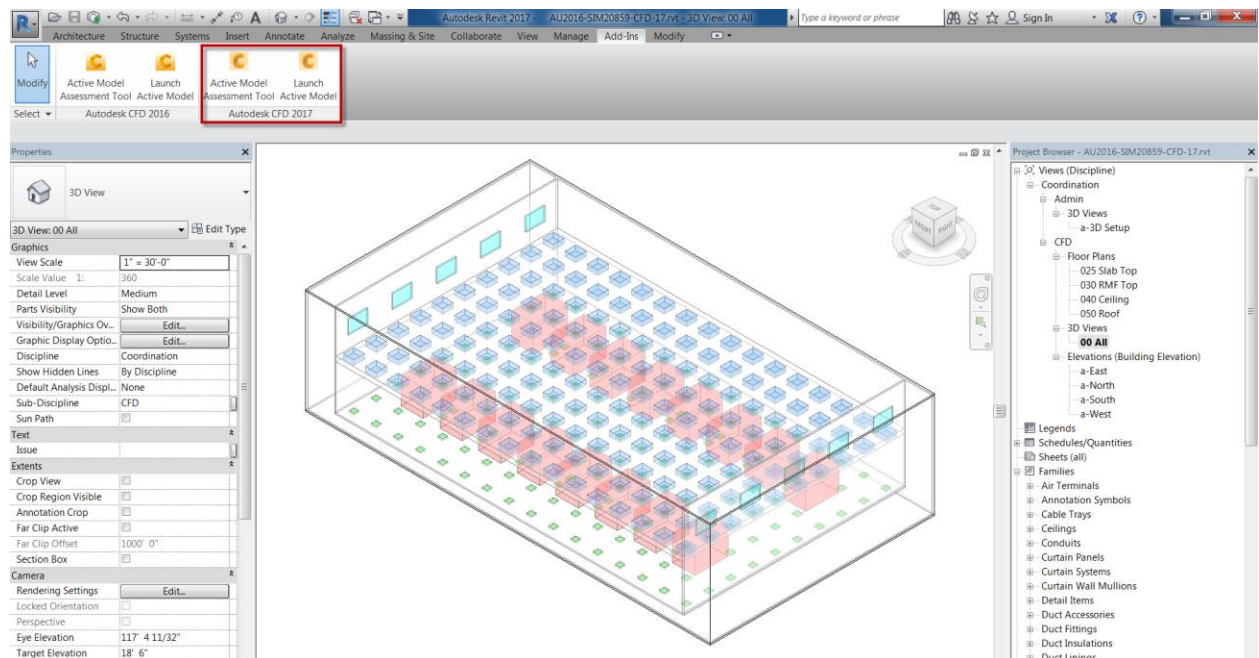 Autodesk Revit 2017 - AU2016-SIM20859-CFD-17.rvt - 3D View: 00 All
Type a keyword or phrase
Sign In
Architecture Structure Systems Insert Annotate Analyze Massing & Site Collaborate View Manage Add-Ins Modify
Modify
Active Model Assessment Tool
Launch Active Model
Active Model Assessment Tool
Launch Active Model
Select
Autodesk CFD 2016
Autodesk CFD 2017
Properties
3D View
3D View: 00 All
Edit Type
Graphics
View Scale 1" = 30'-0"
Scale Value 1: 360
Detail Level Medium
Parts Visibility Show Both
Visibility/Graphics Ov... Edit...
Graphic Display Optio... Edit...
Discipline Coordination
Show Hidden Lines By Discipline
Default Analysis Displ... None
Sub-Discipline CFD
Sun Path
Text
Issue
Extents
Crop View
Crop Region Visible
Annotation Crop
Far Clip Active
Far Clip Offset 1000' 0"
Section Box
Camera
Rendering Settings Edit...
Locked Orientation
Perspective
Eye Elevation 117' 4 11/32"
Target Elevation 18' 6"
TOP
FRONT
RIGHT
Project Browser - AU2016-SIM20859-CFD-17.rvt
Views (Discipline)
Coordination
Admin
3D Views
a-3D Setup
CFD
Floor Plans
025 Slab Top
030 RMF Top
040 Ceiling
050 Roof
3D Views
00 All
Elevations (Building Elevation)
a-East
a-North
a-South
a-West
Legends
Schedules/Quantities
Sheets (all)
Families
Air Terminals
Annotation Symbols
Cable Trays
Ceilings
Conduits
Curtain Panels
Curtain Systems
Curtain Wall Mullions
Detail Items
Duct Accessories
Duct Fittings
Duct Insulations
Duct Linings